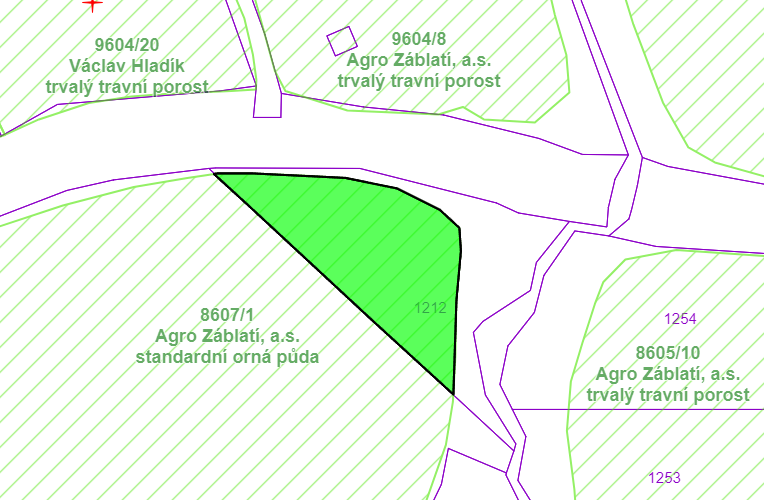 9604/20
Václav Hladík
trvalý travní porost
9604/8
Agro Záblatí, a.s.
trvalý travní porost
8607/1
Agro Záblatí, a.s.
standardní orná půda
1212
1254
8605/10
Agro Záblatí, a.s.
trvalý travní porost
1253